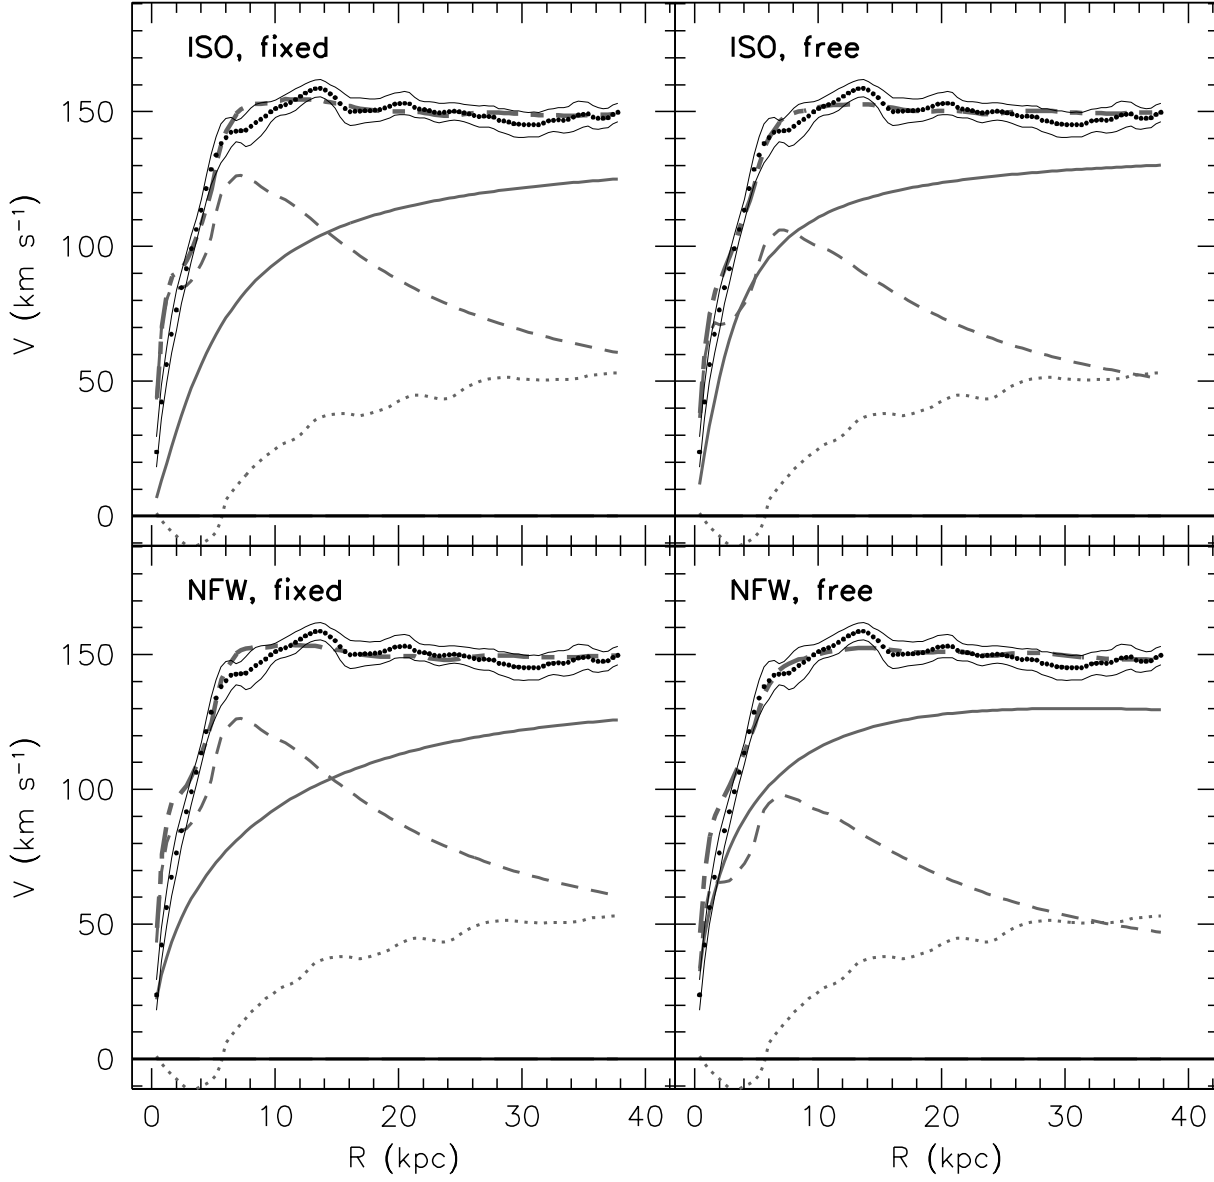 ISO, fixed
ISO, free
150
100
50
0
V (km s⁻¹)
NFW, fixed
NFW, free
150
100
50
0
V (km s⁻¹)
0 10 20 30 40
0 10 20 30 40
R (kpc)
R (kpc)